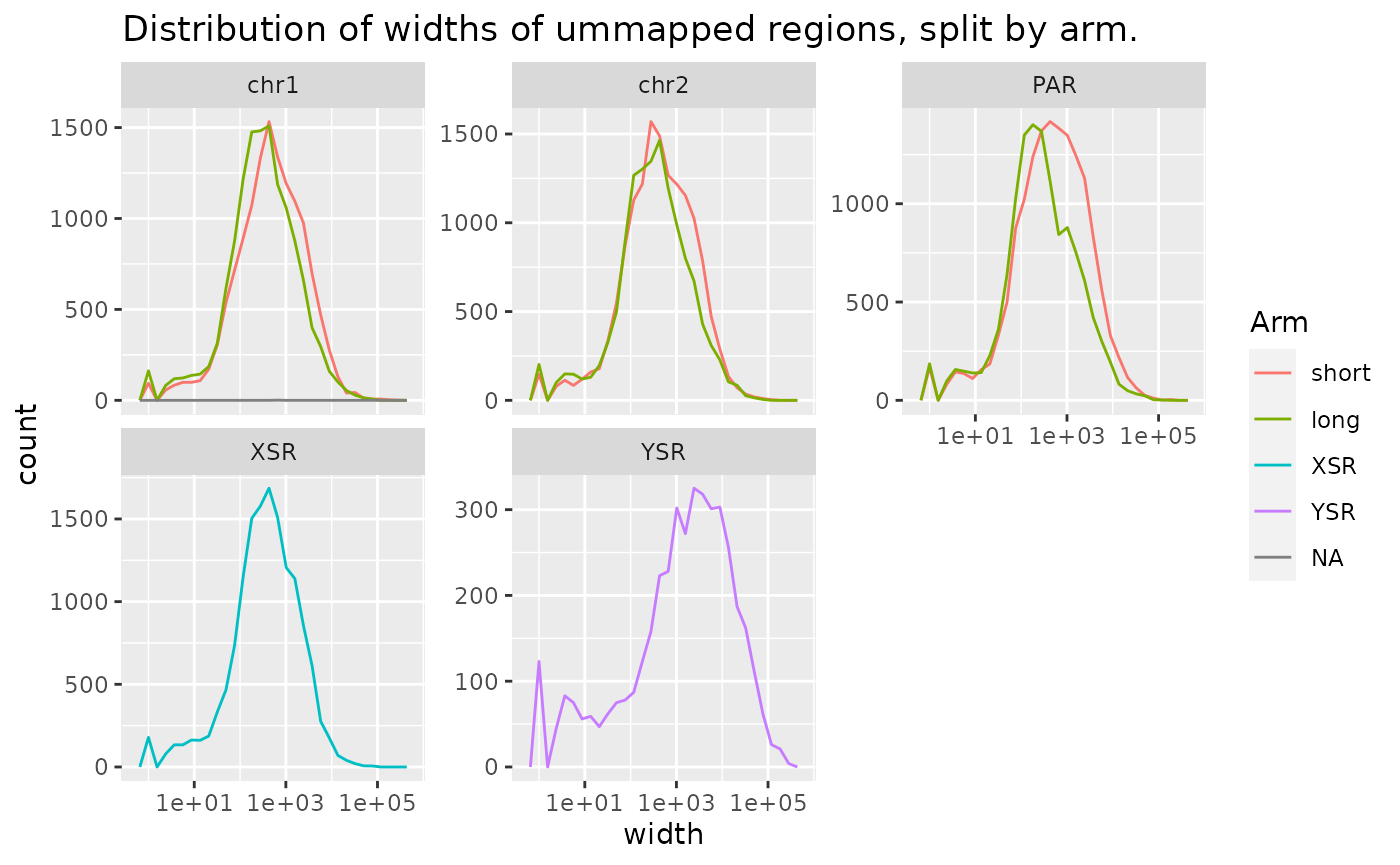 Distribution of widths of ummapped regions, split by arm.
chr1
chr2
PAR
1500
1000
500
0
1500
1000
500
0
1000
500
0
1e+01 1e+03 1e+05
XSR
YSR
1500
1000
500
0
300
200
100
0
1e+01 1e+03 1e+05
1e+01 1e+03 1e+05
count
width
Arm
short
long
XSR
YSR
NA